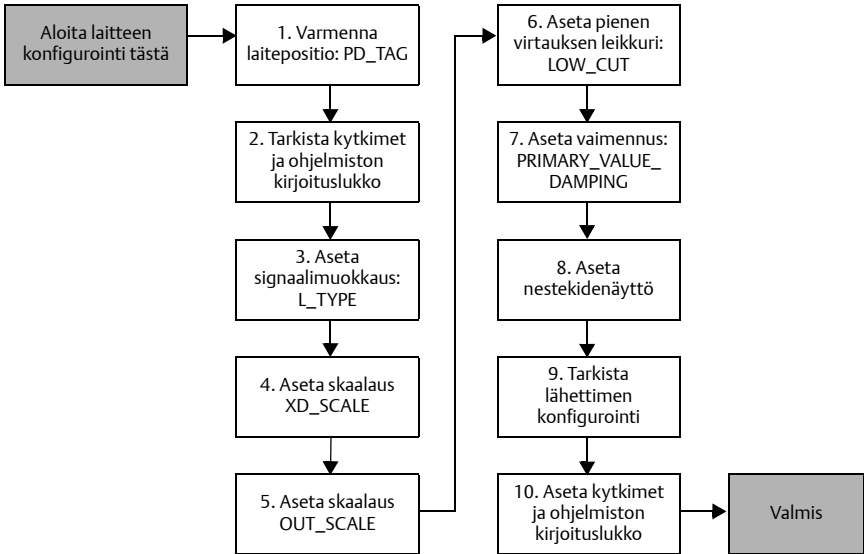 Aloita laitteen
konfigurointi tästä
1. Varmenna
laitepositio: PD_TAG
2. Tarkista kytkimet
ja ohjelmiston
kirjoituslukko
3. Aseta
signaalimuokkaus:
L_TYPE
4. Aseta skaalaus
XD_SCALE
5. Aseta skaalaus
OUT_SCALE
6. Aseta pienen
virtauksen leikkuri:
LOW_CUT
7. Aseta vaimennus:
PRIMARY_VALUE_
DAMPING
8. Aseta
nestekidenäyttö
9. Tarkista
lähettimen
konfigurointi
10. Aseta kytkimet
ja ohjelmiston
kirjoituslukko
Valmis